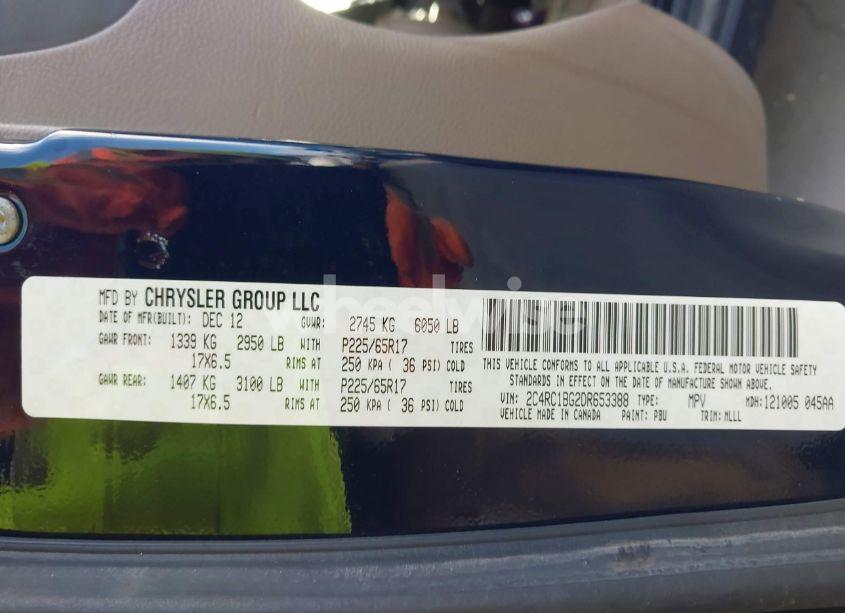 MFD BY CHRYSLER GROUP LLC
DATE OF MFR(BUILT): DEC 12 GVWR: 2745 KG 6050 LB
GAWR FRONT: 1339 KG 2950 LB WITH P225/65R17 TIRES
17X6.5 RIMS AT 250 KPA ( 36 PSI) COLD
GAWR REAR: 1407 KG 3100 LB WITH P225/65R17 TIRES
17X6.5 RIMS AT 250 KPA ( 36 PSI) COLD
THIS VEHICLE CONFORMS TO ALL APPLICABLE U.S.A. FEDERAL MOTOR VEHICLE SAFETY
STANDARDS IN EFFECT ON THE DATE OF MANUFACTURE SHOWN ABOVE.
VIN: 2C4RC1BG2DR653388 TYPE: MPV MDH: 121005 045AA
VEHICLE MADE IN CANADA PAINT: PBU TRIM: MLLL
wheelwise